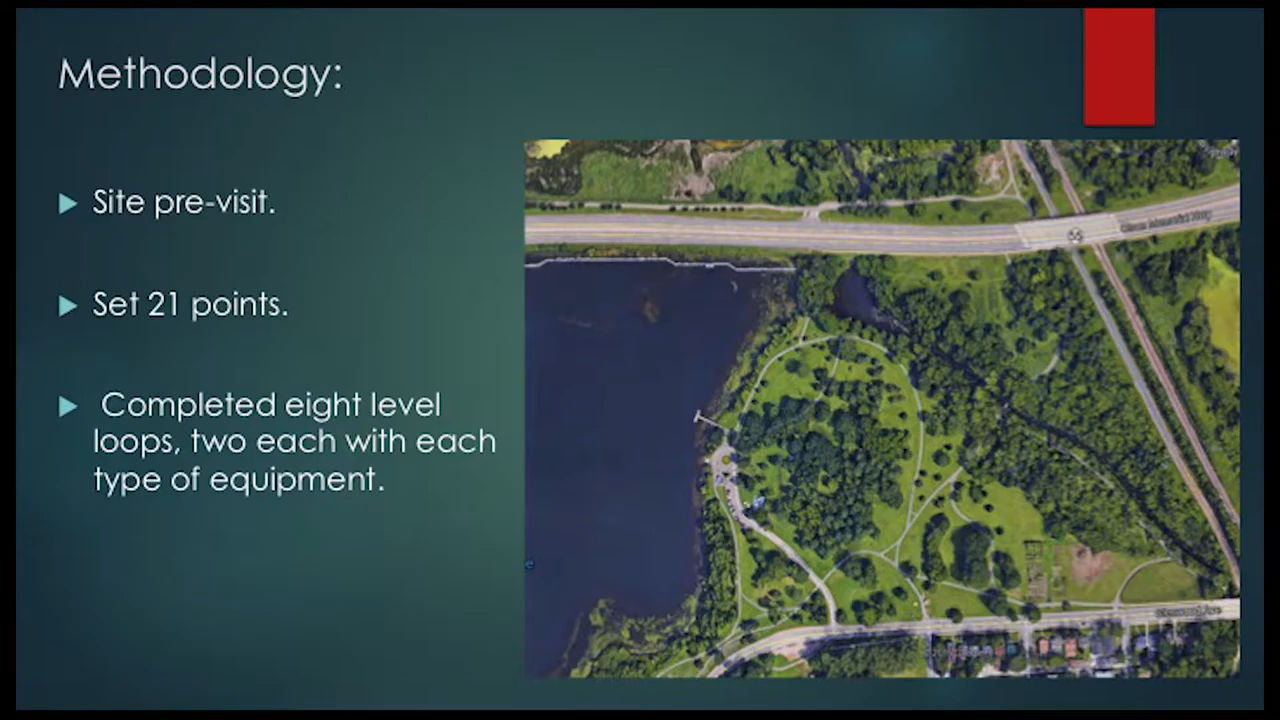 Methodology:
Site pre-visit.
Set 21 points.
Completed eight level
loops, two each with each
type of equipment.